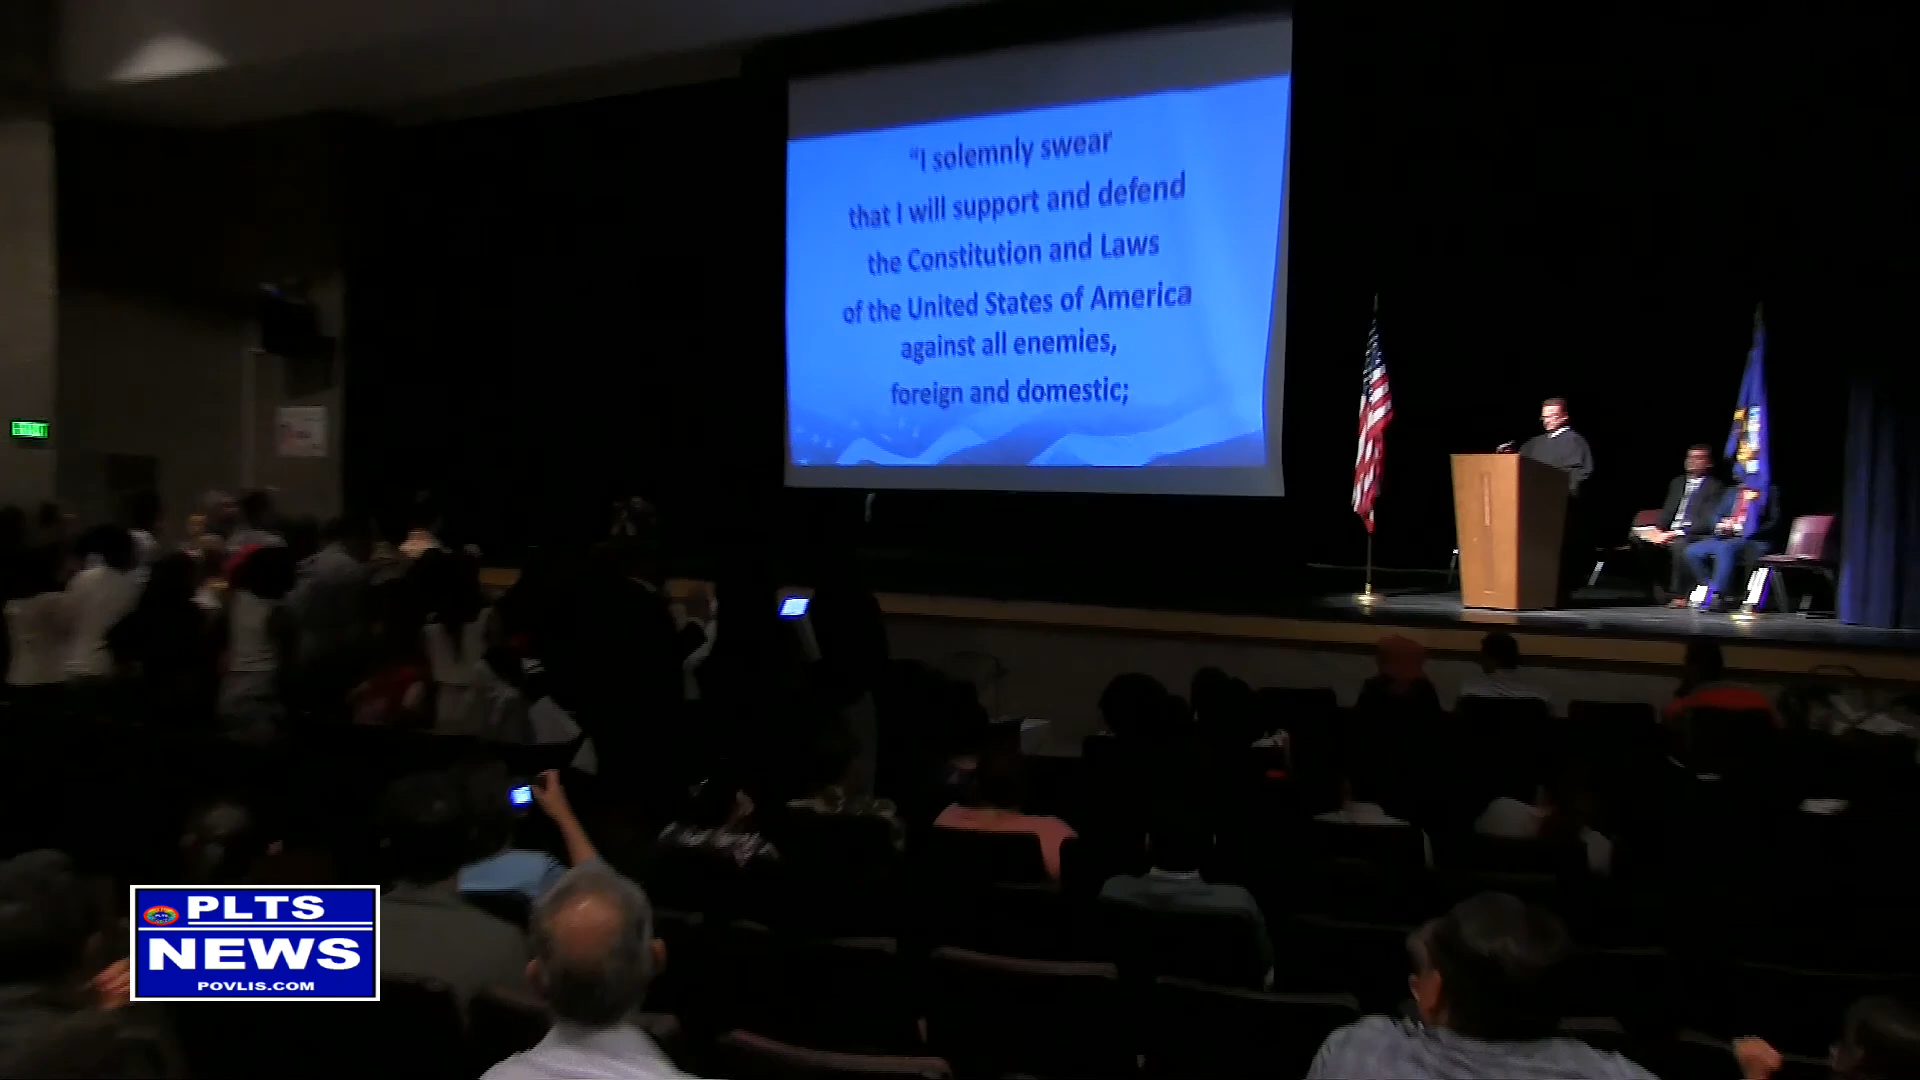 "I solemnly swear
that I will support and defend
the Constitution and Laws
of the United States of America
against all enemies,
foreign and domestic;
PLTS
NEWS
POVLIS.COM